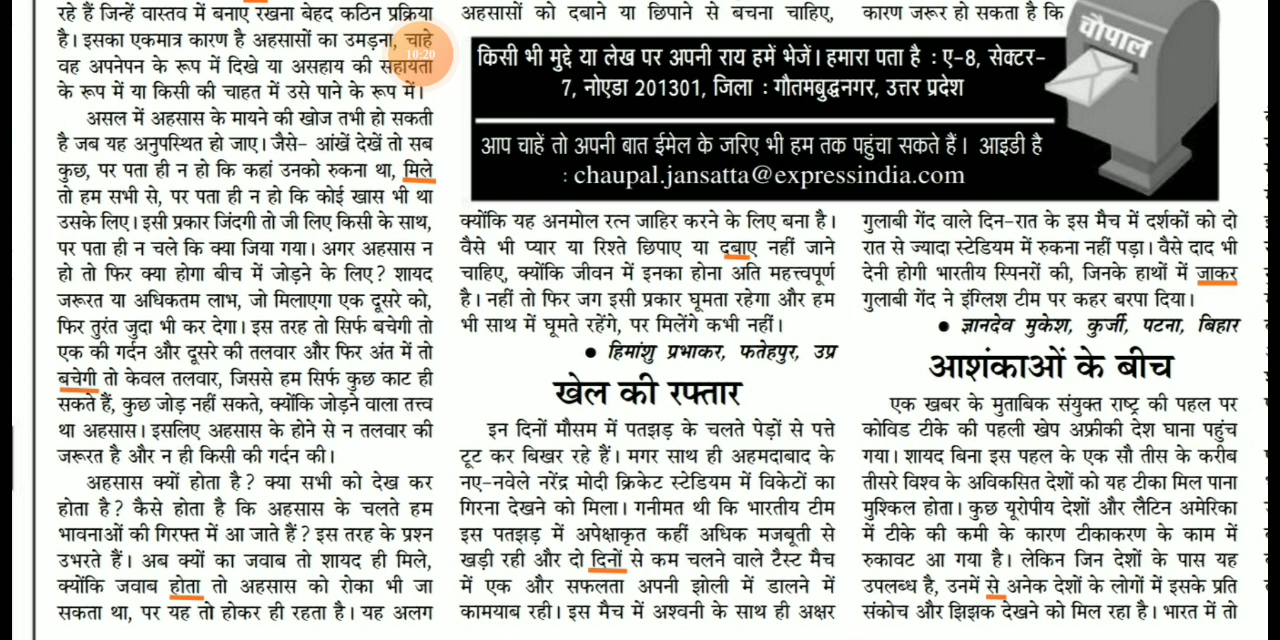 रहे हैं जिन्हें वास्तव में बनाए रखना बेहद कठिन प्रक्रिया
है। इसका एकमात्र कारण है अहसासों का उमड़ना, चाहे
वह अपनेपन के रूप में दिखे या असहाय की सहायता
के रूप में या किसी की चाहत में उसे पाने के रूप में।
असल में अहसास के मायने की खोज तभी हो सकती
है जब यह अनुपस्थित हो जाए। जैसे- आंखें देखें तो सब
कुछ, पर पता ही न हो कि कहां उनको रुकना था, मिले
तो हम सभी से, पर पता ही न हो कि कोई खास भी था
उसके लिए। इसी प्रकार जिंदगी तो जी लिए किसी के साथ,
पर पता ही न चले कि क्या जिया गया। अगर अहसास न
हो तो फिर क्या होगा बीच में जोड़ने के लिए? शायद
जरूरत या अधिकतम लाभ, जो मिलाएगा एक दूसरे को,
फिर तुरंत जुदा भी कर देगा। इस तरह तो सिर्फ बचेगी तो
एक की गर्दन और दूसरे की तलवार और फिर अंत में तो
बचेगी तो केवल तलवार, जिससे हम सिर्फ कुछ काट ही
सकते हैं, कुछ जोड़ नहीं सकते, क्योंकि जोड़ने वाला तत्त्व
था अहसास। इसलिए अहसास के होने से न तलवार की
जरूरत है और न ही किसी की गर्दन की।
अहसास क्यों होता है? क्या सभी को देख कर
होता है? कैसे होता है कि अहसास के चलते हम
भावनाओं की गिरफ्त में आ जाते हैं? इस तरह के प्रश्न
उभरते हैं। अब क्यों का जवाब तो शायद ही मिले,
क्योंकि जवाब होता तो अहसास को रोका भी जा
सकता था, पर यह तो होकर ही रहता है। यह अलग
10:20
अहसासों को दबाने या छिपाने से बचना चाहिए,
किसी भी मुद्दे या लेख पर अपनी राय हमें भेजें। हमारा पता है : ए-8, सेक्टर-
7, नोएडा 201301, जिला : गौतमबुद्धनगर, उत्तर प्रदेश
आप चाहें तो अपनी बात ईमेल के जरिए भी हम तक पहुंचा सकते हैं। आइडी है
: chaupal.jansatta@expressindia.com
चौपाल
क्योंकि यह अनमोल रत्न जाहिर करने के लिए बना है।
वैसे भी प्यार या रिश्ते छिपाए या दबाए नहीं जाने
चाहिए, क्योंकि जीवन में इनका होना अति महत्त्वपूर्ण
है। नहीं तो फिर जग इसी प्रकार घूमता रहेगा और हम
भी साथ में घूमते रहेंगे, पर मिलेंगे कभी नहीं।
● हिमांशु प्रभाकर, फतेहपुर, उप्र
खेल की रफ्तार
इन दिनों मौसम में पतझड़ के चलते पेड़ों से पत्ते
टूट कर बिखर रहे हैं। मगर साथ ही अहमदाबाद के
नए-नवेले नरेंद्र मोदी क्रिकेट स्टेडियम में विकेटों का
गिरना देखने को मिला। गनीमत थी कि भारतीय टीम
इस पतझड़ में अपेक्षाकृत कहीं अधिक मजबूती से
खड़ी रही और दो दिनों से कम चलने वाले टैस्ट मैच
में एक और सफलता अपनी झोली में डालने में
कामयाब रही। इस मैच में अश्वनी के साथ ही अक्षर
कारण जरूर हो सकता है कि
गुलाबी गेंद वाले दिन-रात के इस मैच में दर्शकों को दो
रात से ज्यादा स्टेडियम में रुकना नहीं पड़ा। वैसे दाद भी
देनी होगी भारतीय स्पिनरों की, जिनके हाथों में जाकर
गुलाबी गेंद ने इंग्लिश टीम पर कहर बरपा दिया।
● ज्ञानदेव मुकेश, कुर्जी, पटना, बिहार
आशंकाओं के बीच
एक खबर के मुताबिक संयुक्त राष्ट्र की पहल पर
कोविड टीके की पहली खेप अफ्रीकी देश घाना पहुंच
गया। शायद बिना इस पहल के एक सौ तीस के करीब
तीसरे विश्व के अविकसित देशों को यह टीका मिल पाना
मुश्किल होता। कुछ यूरोपीय देशों और लैटिन अमेरिका
में टीके की कमी के कारण टीकाकरण के काम में
रुकावट आ गया है। लेकिन जिन देशों के पास यह
उपलब्ध है, उनमें से अनेक देशों के लोगों में इसके प्रति
संकोच और झिझक देखने को मिल रहा है। भारत में तो